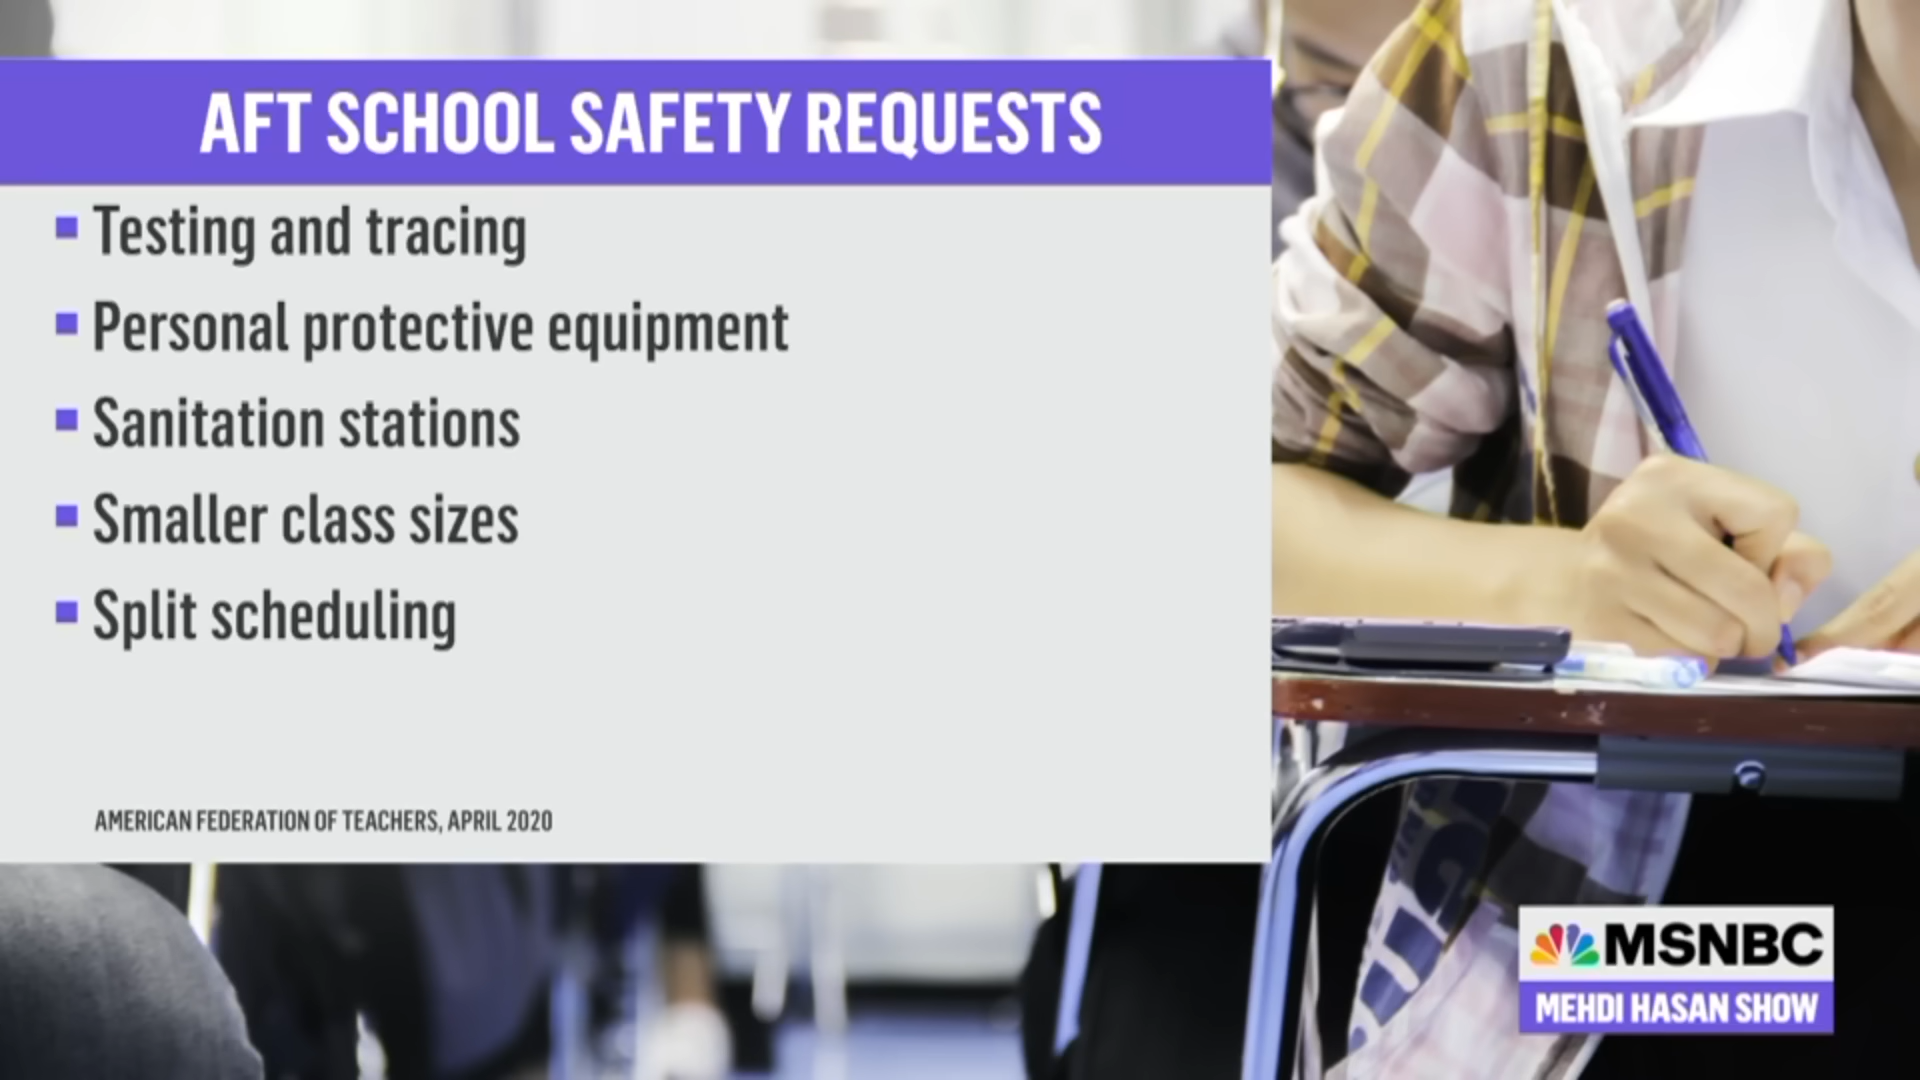 AFT SCHOOL SAFETY REQUESTS
Testing and tracing
Personal protective equipment
Sanitation stations
Smaller class sizes
Split scheduling
AMERICAN FEDERATION OF TEACHERS, APRIL 2020
MSNBC
MEHDI HASAN SHOW